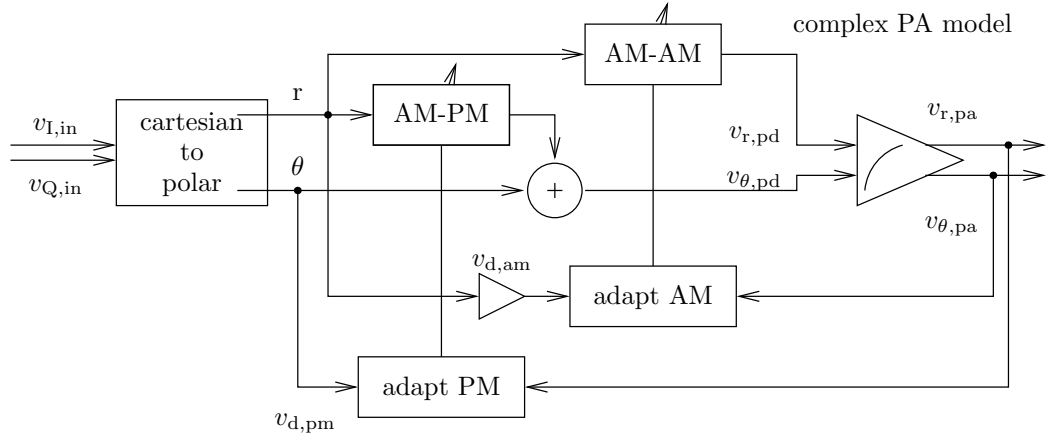 complex PA model
AM-AM
r
AM-PM
v_{r,pa}
v_{I,in}
cartesian
to
polar
v_{r,pd}
θ
+
v_{Q,in}
v_{θ,pd}
v_{θ,pa}
v_{d,am}
adapt AM
adapt PM
v_{d,pm}